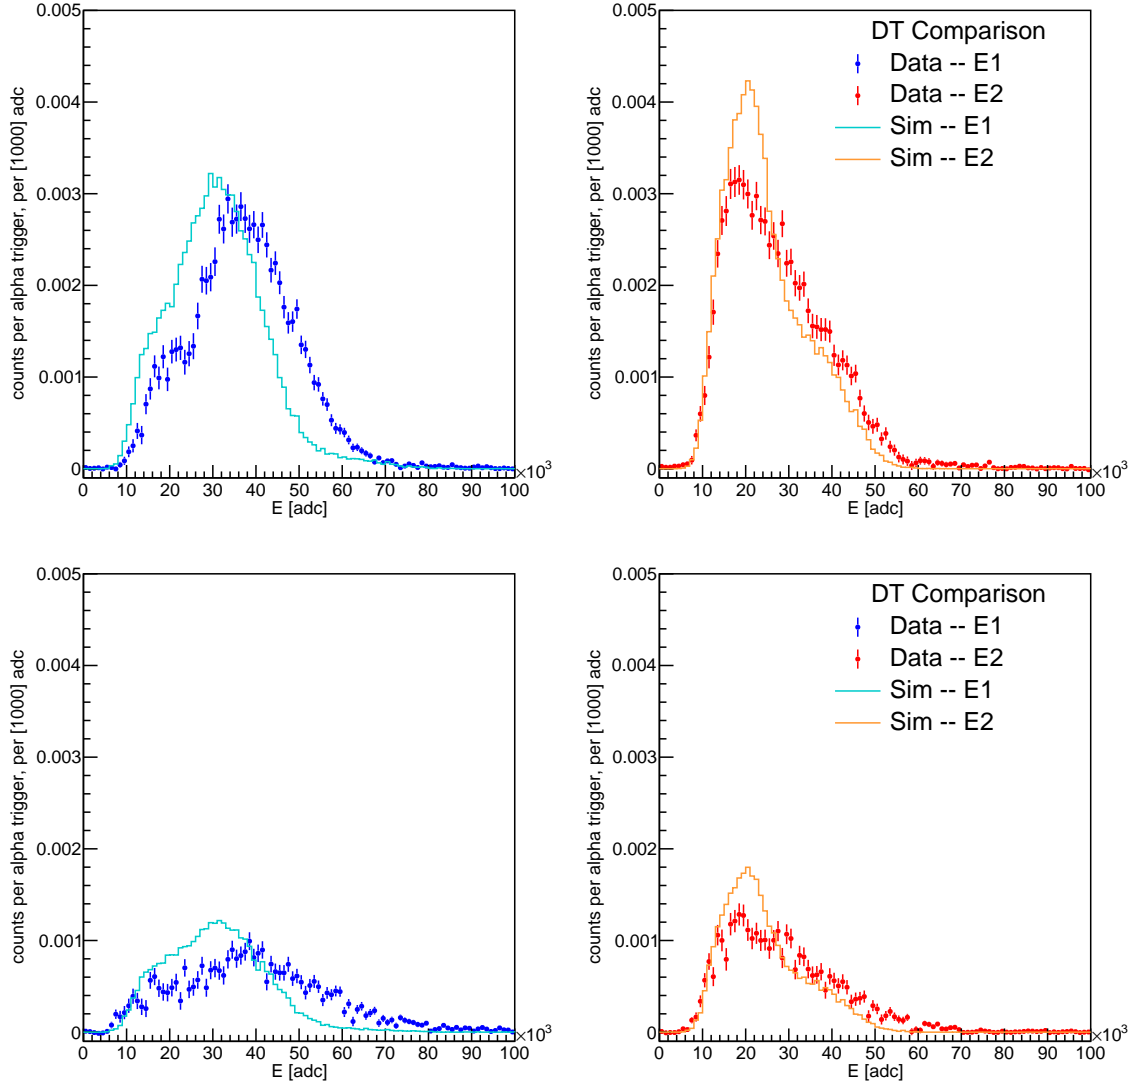 0.005
0.004
0.003
0.002
0.001
0
counts per alpha trigger, per [1000] adc
0 10 20 30 40 50 60 70 80 90 100
×10³
E [adc]
0.005
0.004
0.003
0.002
0.001
0
counts per alpha trigger, per [1000] adc
DT Comparison
Data -- E1
Data -- E2
Sim -- E1
Sim -- E2
0 10 20 30 40 50 60 70 80 90 100
×10³
E [adc]
0.005
0.004
0.003
0.002
0.001
0
counts per alpha trigger, per [1000] adc
0 10 20 30 40 50 60 70 80 90 100
×10³
E [adc]
0.005
0.004
0.003
0.002
0.001
0
counts per alpha trigger, per [1000] adc
DT Comparison
Data -- E1
Data -- E2
Sim -- E1
Sim -- E2
0 10 20 30 40 50 60 70 80 90 100
×10³
E [adc]